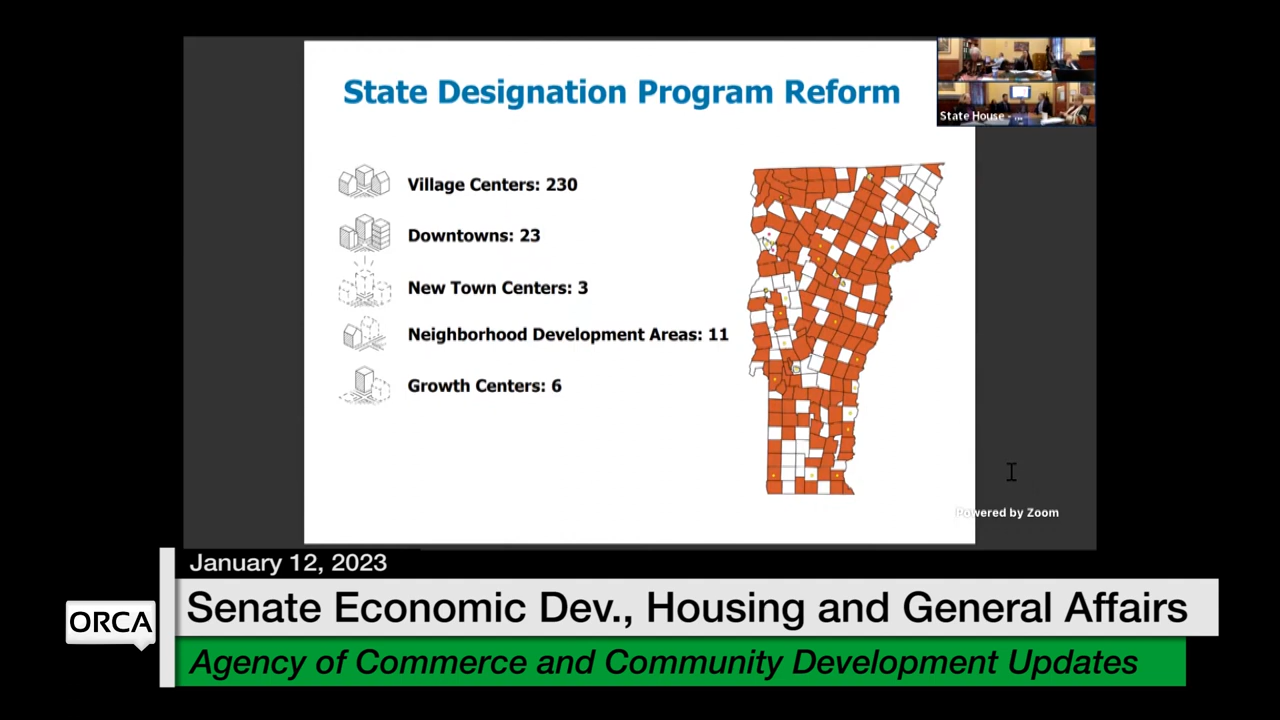 State Designation Program Reform
State House - ...
Village Centers: 230
Downtowns: 23
New Town Centers: 3
Neighborhood Development Areas: 11
Growth Centers: 6
Powered by Zoom
January 12, 2023
ORCA
Senate Economic Dev., Housing and General Affairs
Agency of Commerce and Community Development Updates